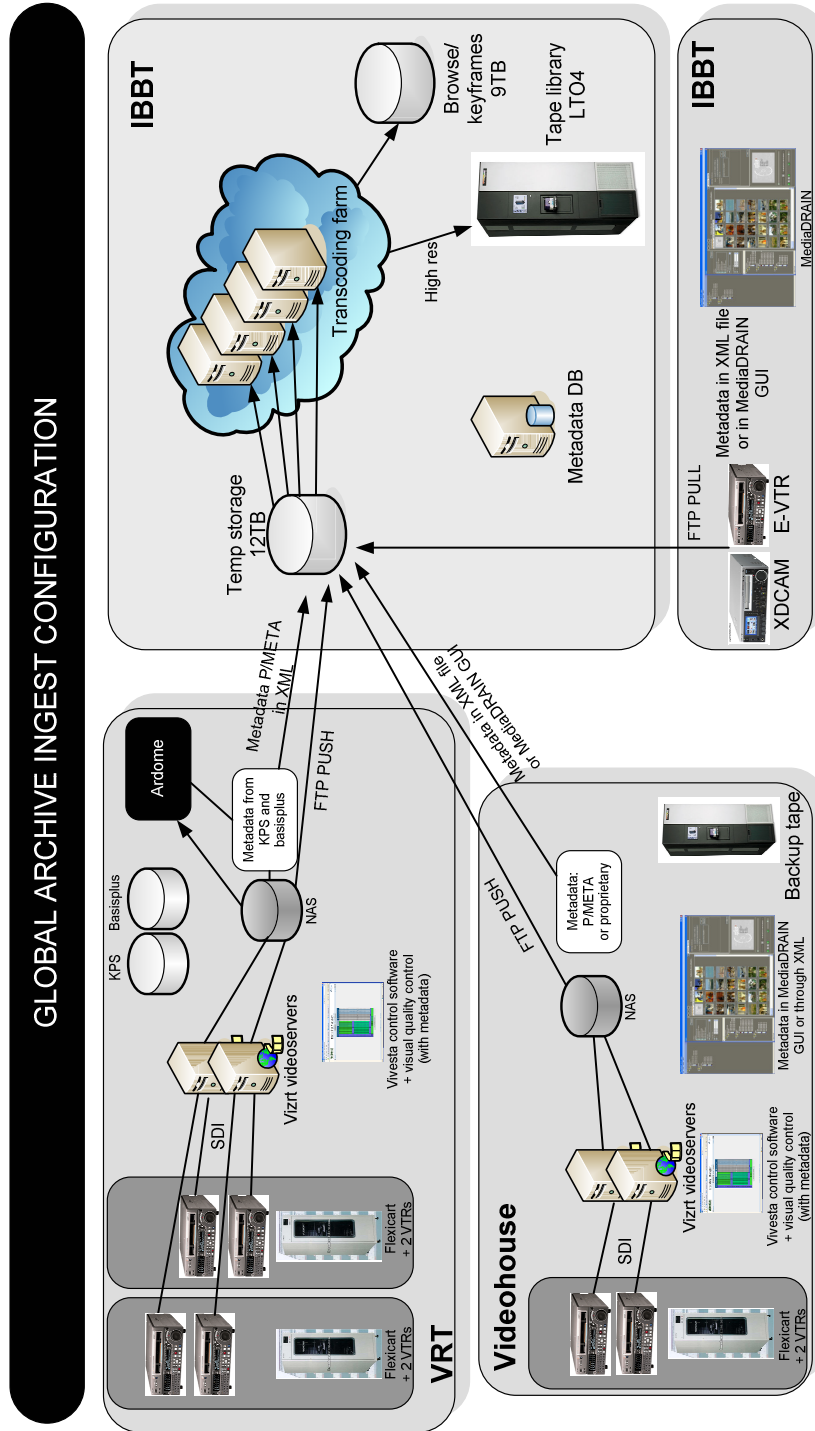 GLOBAL ARCHIVE INGEST CONFIGURATION
KPS
Basisplus
Ardome
Metadata from
KPS and
basisplus
NAS
Metadata P/META
in XML
FTP PUSH
SDI
Vizrt videoservers
Vivesta control software
+ visual quality control
(with metadata)
Flexicart
+ 2 VTRs
Flexicart
+ 2 VTRs
VRT
IBBT
Temp storage
12TB
Transcoding farm
Browse/
keyframes
9TB
High res
Tape library
LTO4
Metadata DB
Videohouse
SDI
Flexicart
+ 2 VTRs
Vizrt videoservers
Vivesta control software
+ visual quality control
(with metadata)
NAS
FTP PUSH
Metadata in XML file
or MediaDRAIN GUI
Metadata:
P/META
or proprietary
Metadata in MediaDRAIN
GUI or through XML
Backup tape
IBBT
FTP PULL
XDCAM
E-VTR
Metadata in XML file
or in MediaDRAIN
GUI
MediaDRAIN